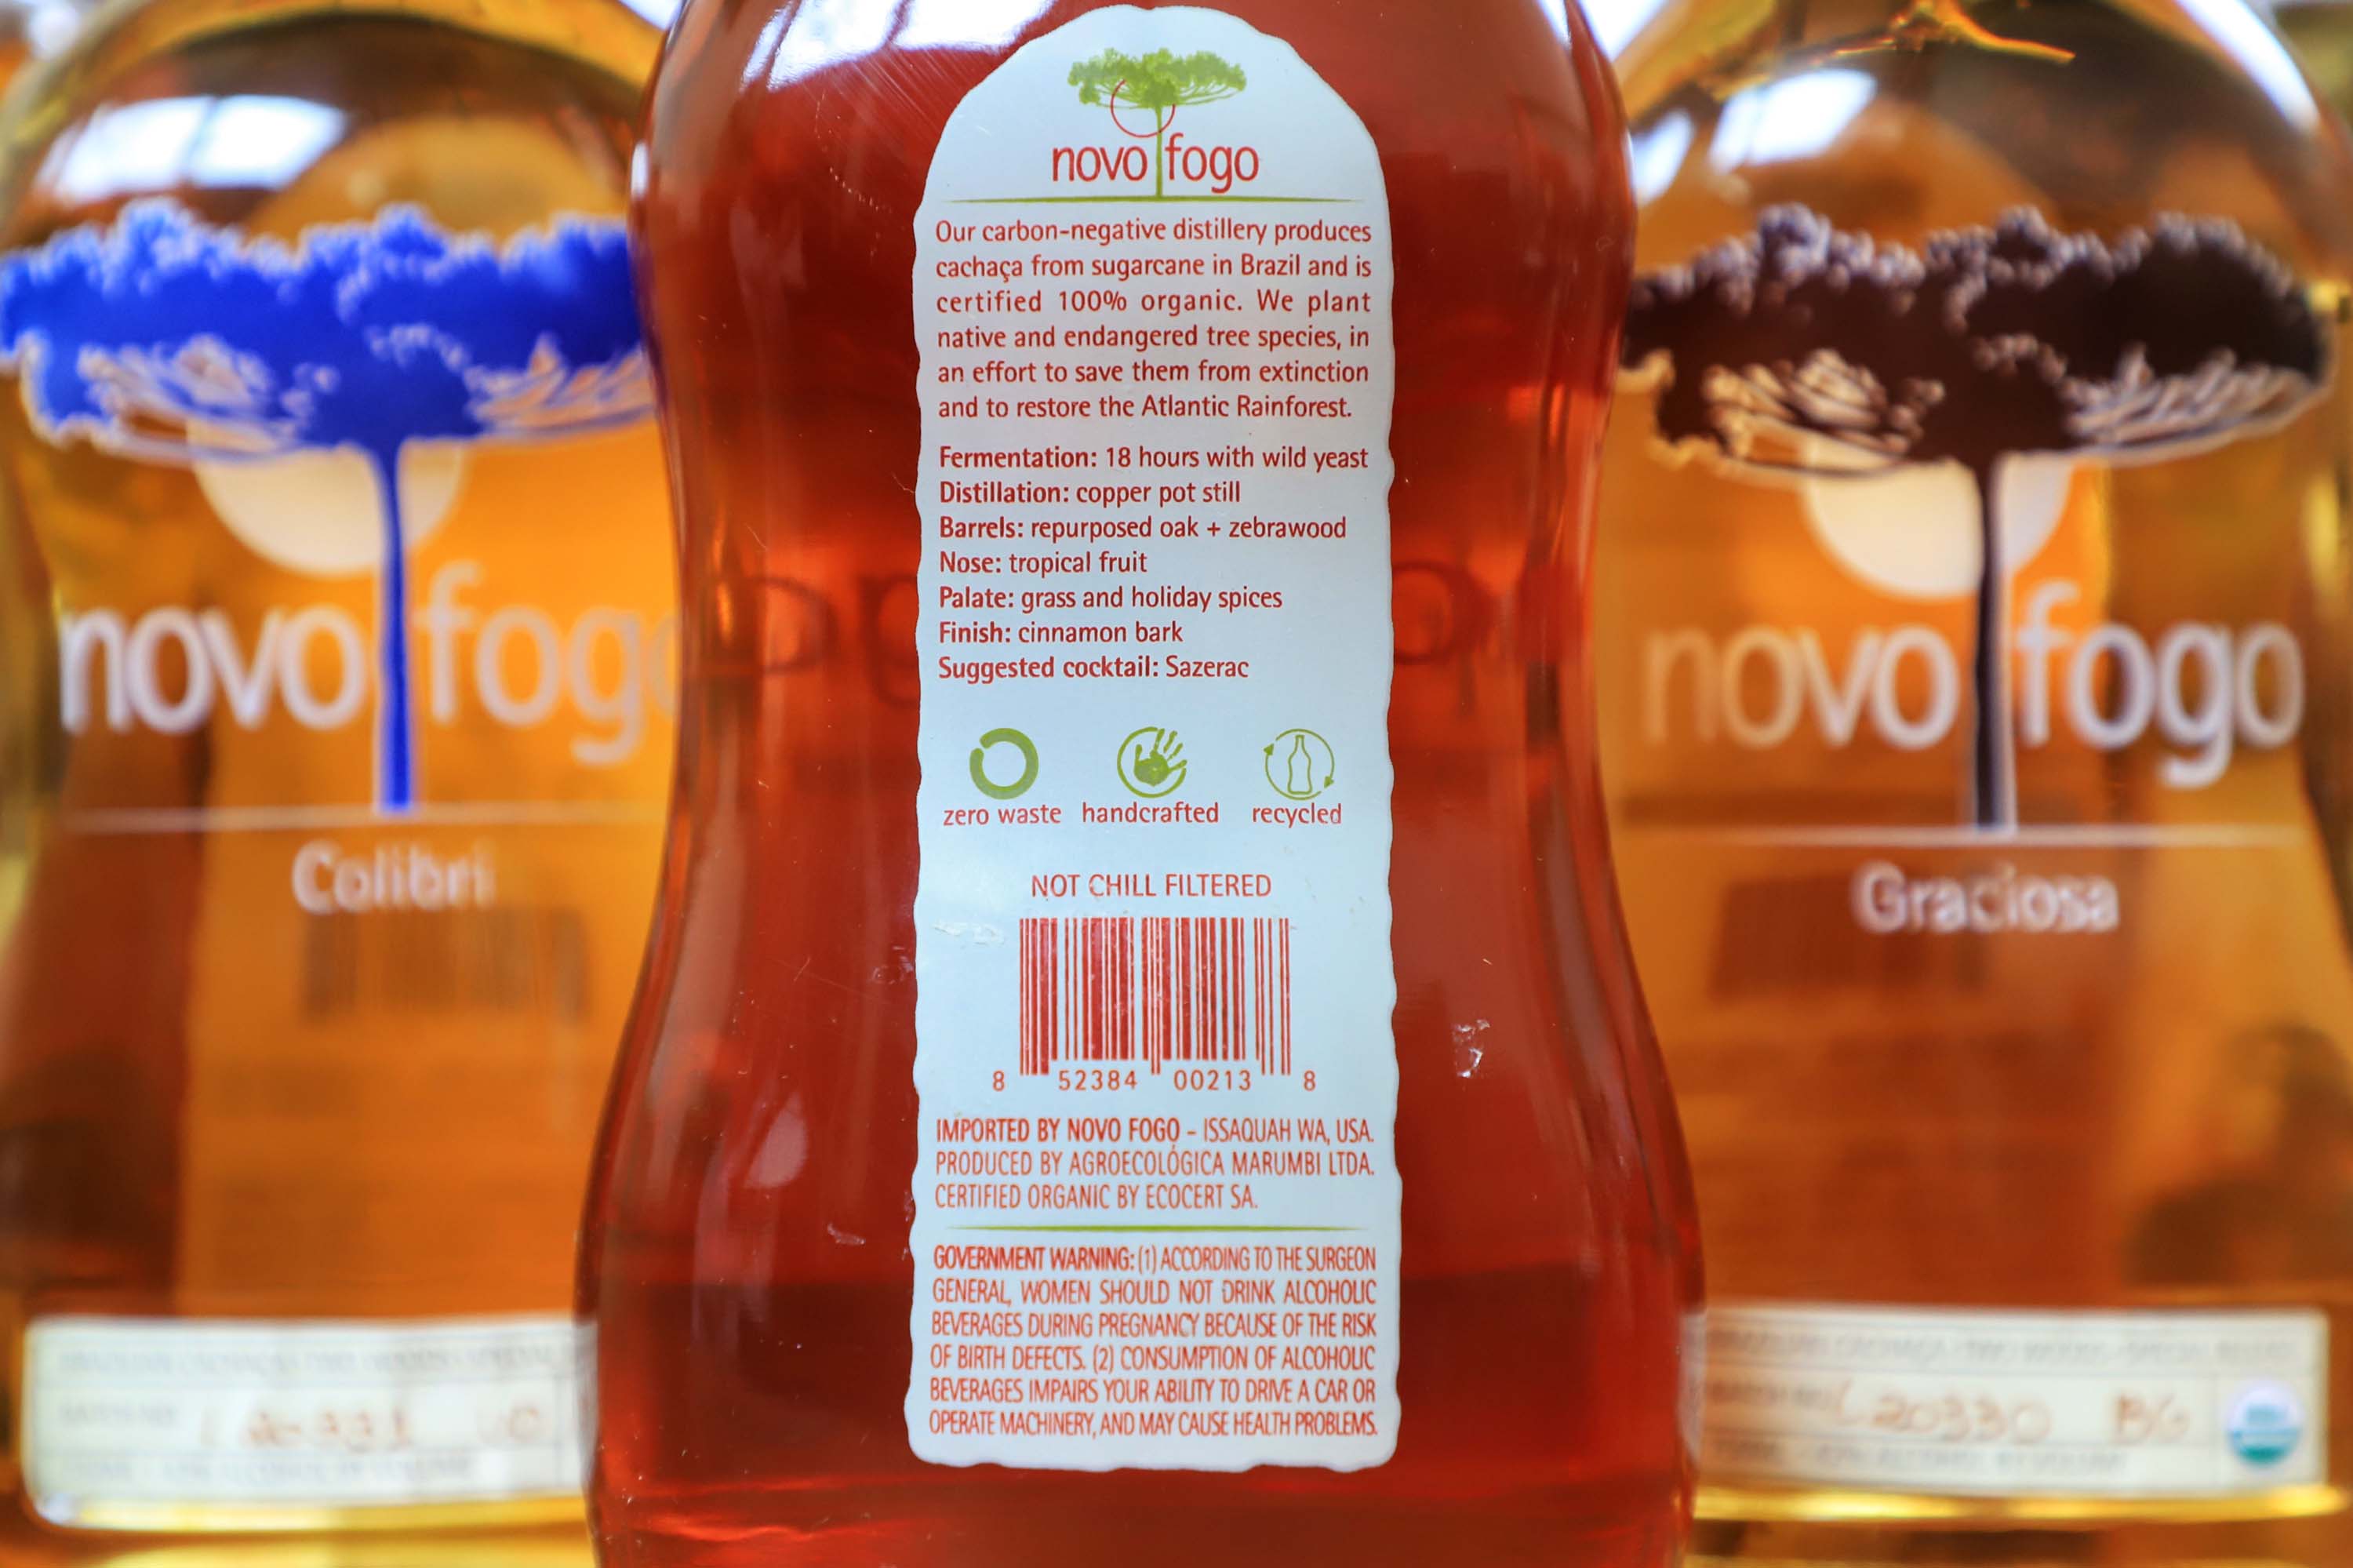 novo fogo
Our carbon-negative distillery produces
cachaça from sugarcane in Brazil and is
certified 100% organic. We plant
native and endangered tree species, in
an effort to save them from extinction
and to restore the Atlantic Rainforest.
Fermentation: 18 hours with wild yeast
Distillation: copper pot still
Barrels: repurposed oak + zebrawood
Nose: tropical fruit
Palate: grass and holiday spices
Finish: cinnamon bark
Suggested cocktail: Sazerac
zero waste handcrafted recycled
NOT CHILL FILTERED
8 52384 00213 8
IMPORTED BY NOVO FOGO – ISSAQUAH WA, USA.
PRODUCED BY AGROECOLÓGICA MARUMBI LTDA.
CERTIFIED ORGANIC BY ECOCERT SA.
GOVERNMENT WARNING: (1) ACCORDING TO THE SURGEON
GENERAL, WOMEN SHOULD NOT DRINK ALCOHOLIC
BEVERAGES DURING PREGNANCY BECAUSE OF THE RISK
OF BIRTH DEFECTS. (2) CONSUMPTION OF ALCOHOLIC
BEVERAGES IMPAIRS YOUR ABILITY TO DRIVE A CAR OR
OPERATE MACHINERY, AND MAY CAUSE HEALTH PROBLEMS.
novo fogo
Colibri
novo fogo
Graciosa
L20330 BG